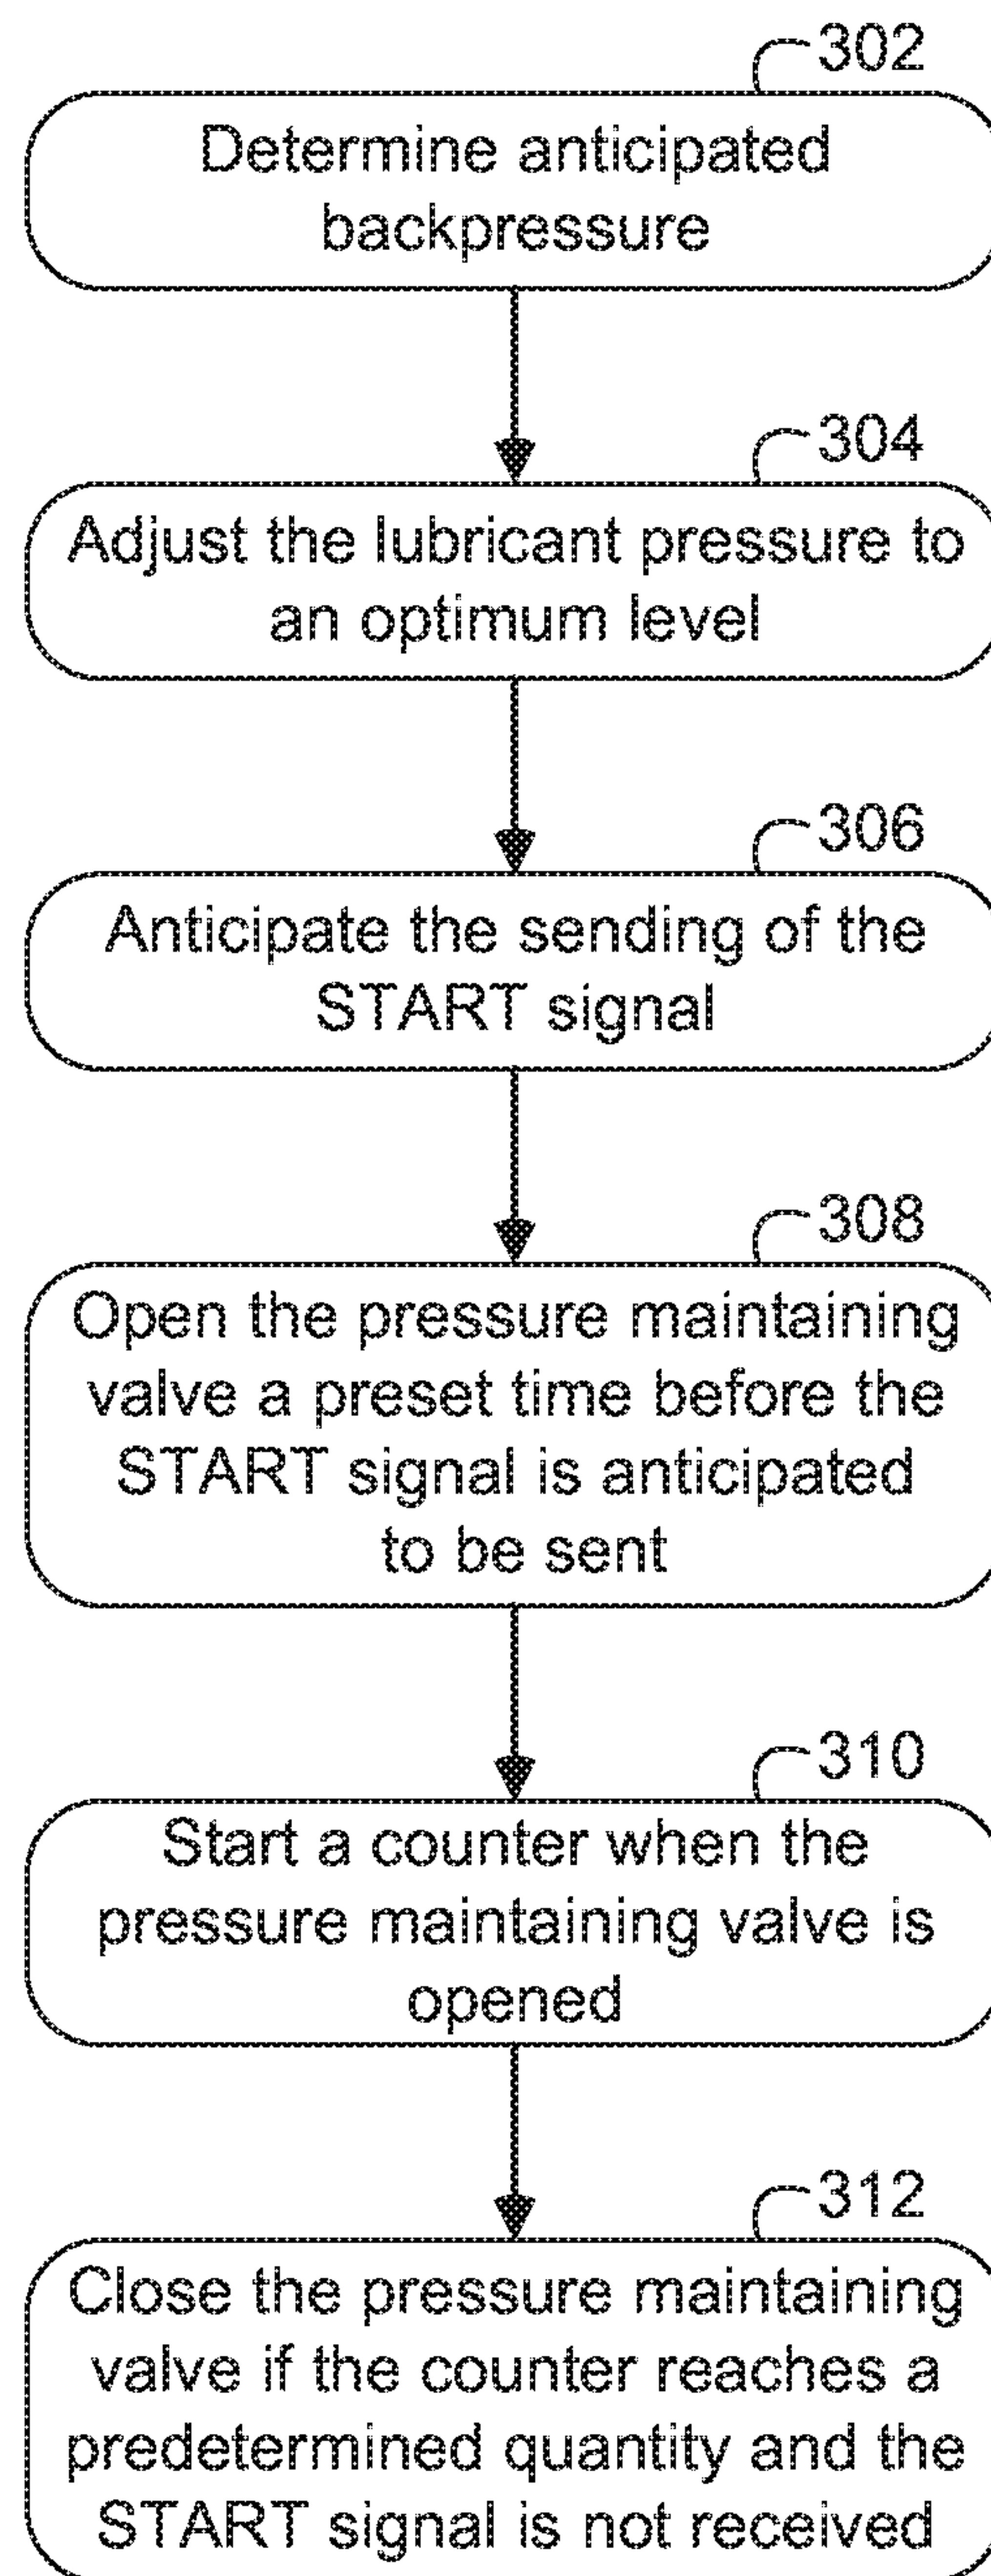 302
Determine anticipated
backpressure
304
Adjust the lubricant pressure to
an optimum level
306
Anticipate the sending of the
START signal
308
Open the pressure maintaining
valve a preset time before the
START signal is anticipated
to be sent
310
Start a counter when the
pressure maintaining valve is
opened
312
Close the pressure maintaining
valve if the counter reaches a
predetermined quantity and the
START signal is not received